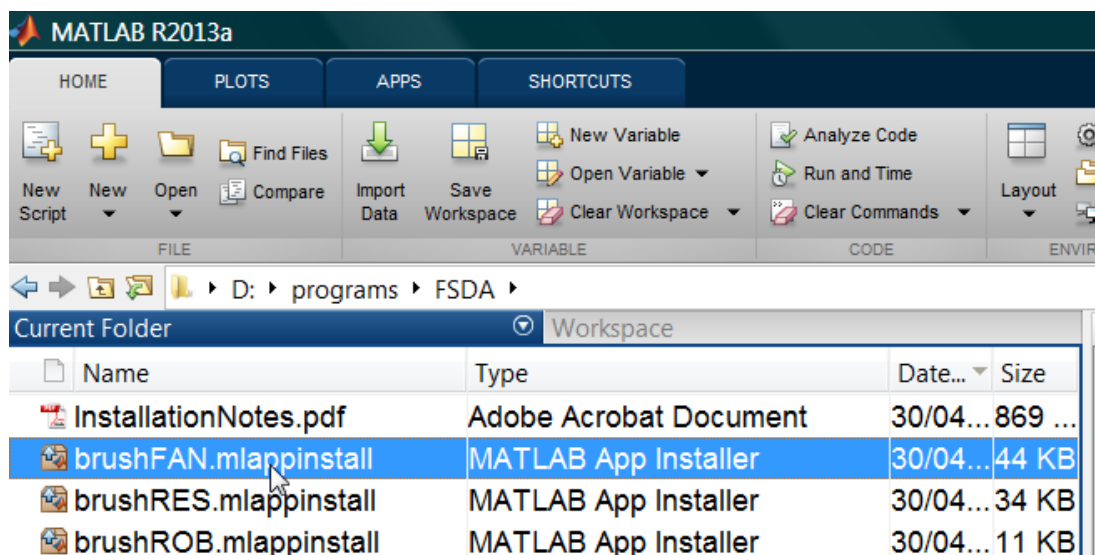 MATLAB R2013a
HOME PLOTS APPS SHORTCUTS
New Script
New
Open
Find Files
Compare
Import Data
Save Workspace
New Variable
Open Variable
Clear Workspace
Analyze Code
Run and Time
Clear Commands
Layout
FILE VARIABLE CODE ENVIR
D: programs FSDA
Current Folder Workspace
Name Type Date... Size
InstallationNotes.pdf Adobe Acrobat Document 30/04... 869 ...
brushFAN.mlappinstall MATLAB App Installer 30/04... 44 KB
brushRES.mlappinstall MATLAB App Installer 30/04... 34 KB
brushROB.mlappinstall MATLAB App Installer 30/04... 11 KB